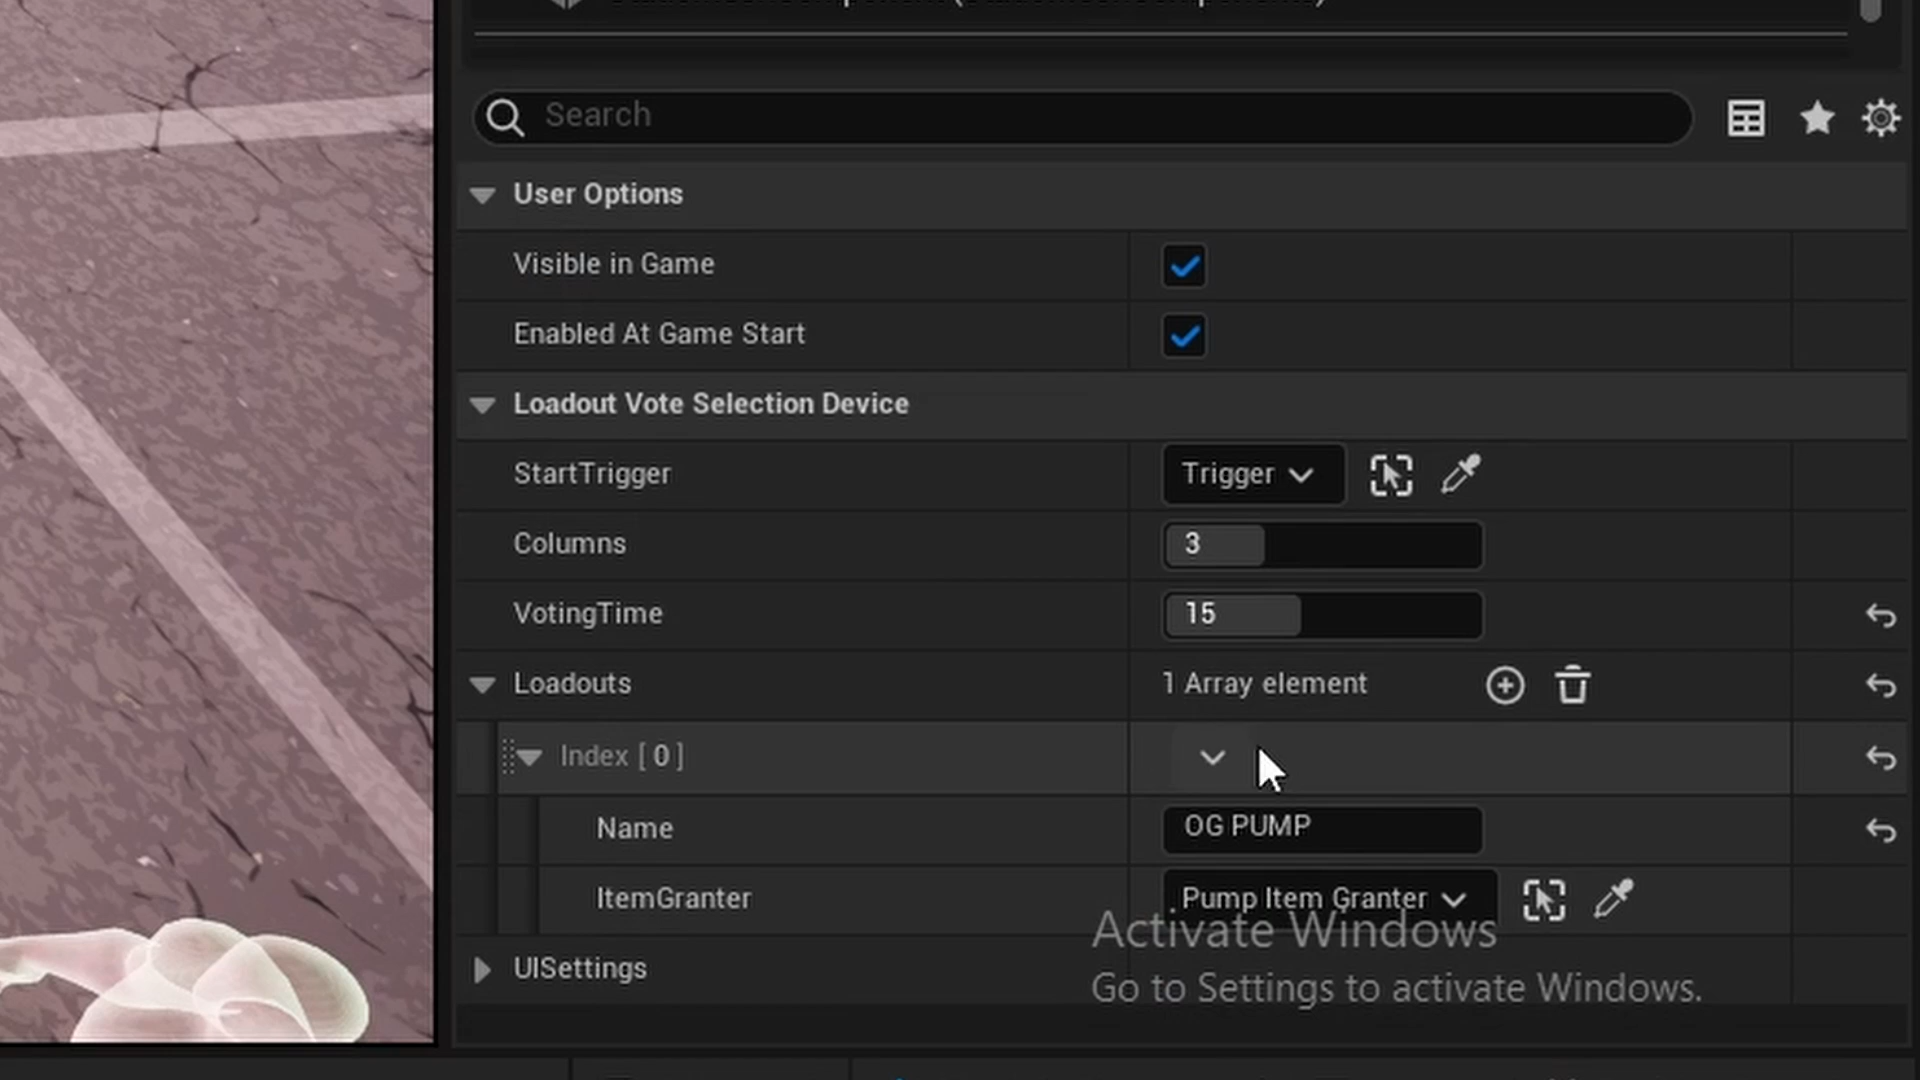 Search
User Options
Visible in Game
Enabled At Game Start
Loadout Vote Selection Device
StartTrigger Trigger
Columns 3
VotingTime 15
Loadouts 1 Array element
Index [ 0 ]
Name OG PUMP
ItemGranter Pump Item Granter
Activate Windows
UISettings
Go to Settings to activate Windows.